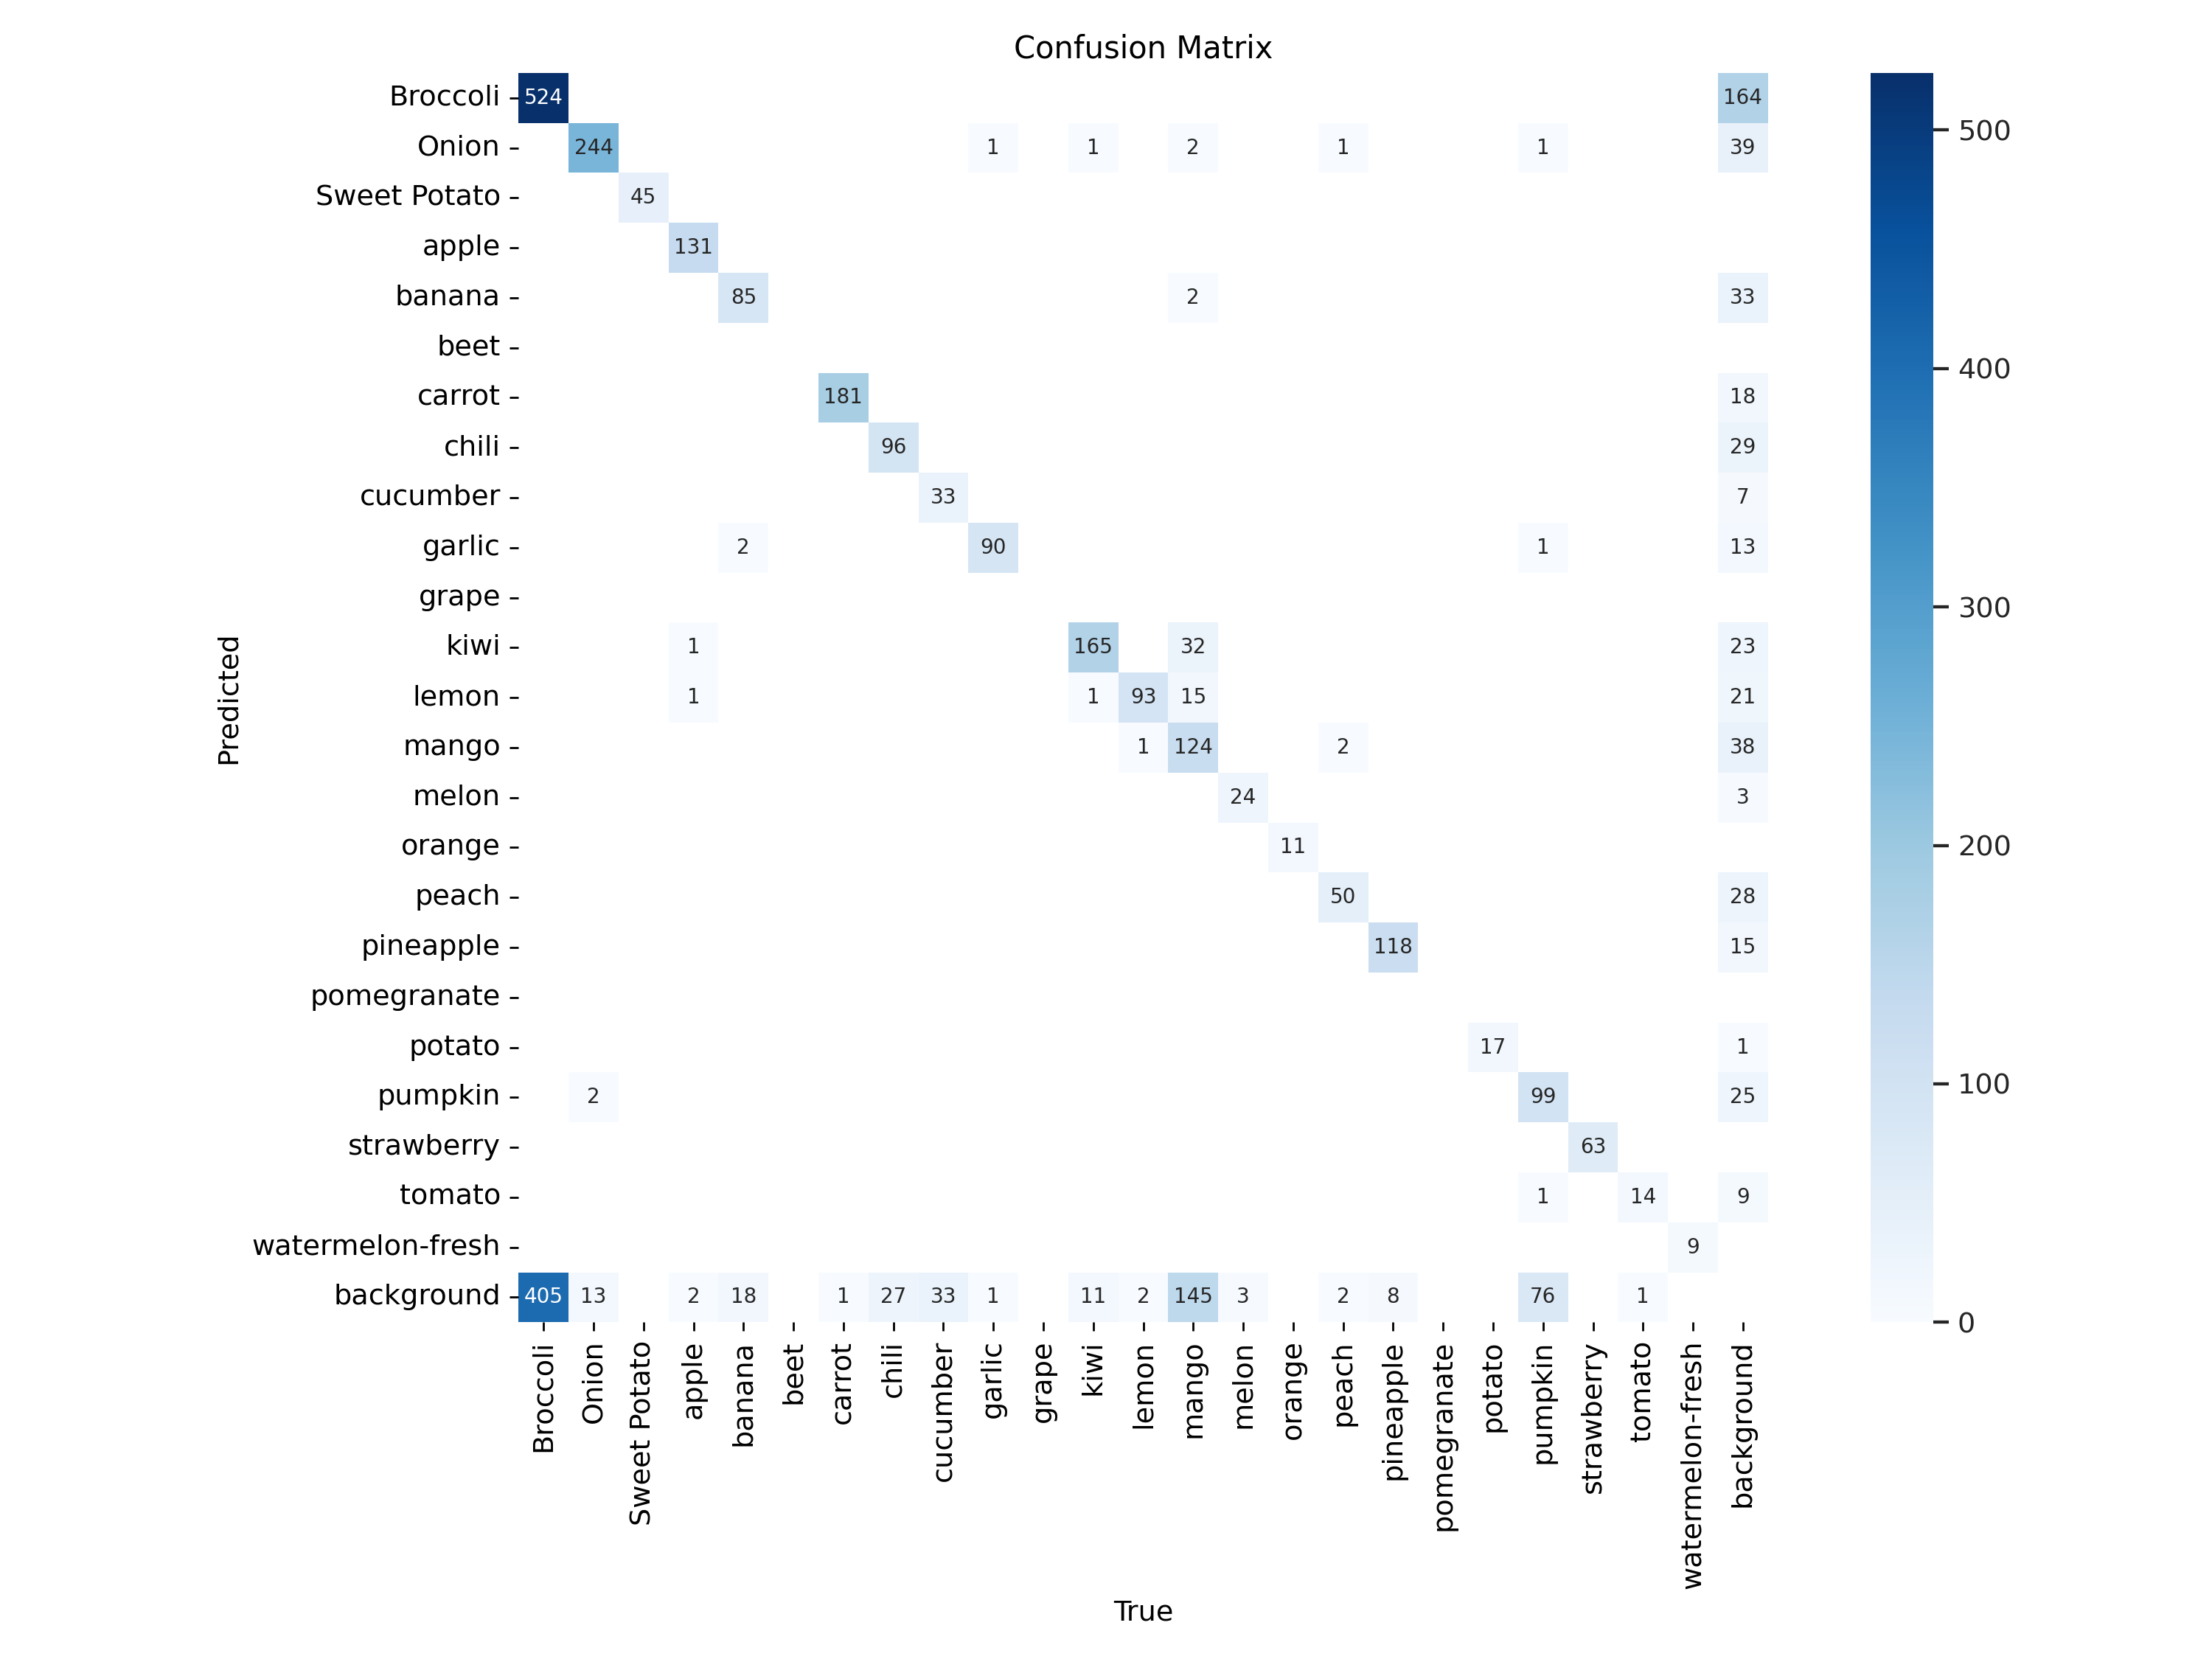 Confusion Matrix
Broccoli 524 164
Onion 244 1 1 2 1 1 39
Sweet Potato 45
apple 131
banana 85 2 33
beet
carrot 181 18
chili 96 29
cucumber 33 7
garlic 2 90 1 13
grape
kiwi 1 165 32 23
lemon 1 1 93 15 21
mango 1 124 2 38
melon 24 3
orange 11
peach 50 28
pineapple 118 15
pomegranate
potato 17 1
pumpkin 2 99 25
strawberry 63
tomato 1 14 9
watermelon-fresh 9
background 405 13 2 18 1 27 33 1 11 2 145 3 2 8 76 1
Predicted
Broccoli
Onion
Sweet Potato
apple
banana
beet
carrot
chili
cucumber
garlic
grape
kiwi
lemon
mango
melon
orange
peach
pineapple
pomegranate
potato
pumpkin
strawberry
tomato
watermelon-fresh
background
True
500
400
300
200
100
0